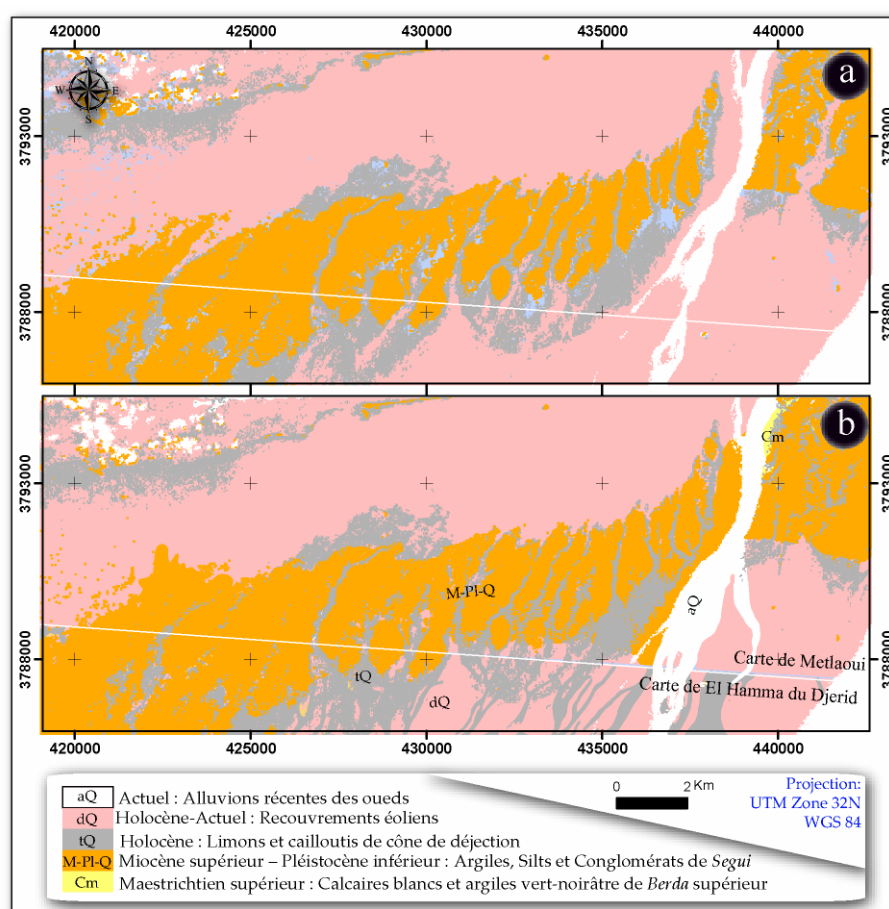 420000 425000 430000 435000 440000
N
W E
S
a
3793000 3793000
3788000 3788000
b
Cm
3793000 3793000
M-Pl-Q
aQ
3788000 3788000
Carte de Metlaoui
tQ
Carte de El Hamma du Djerid
dQ
420000 425000 430000 435000 440000
aQ Actuel : Alluvions récentes des oueds
dQ Holocène-Actuel : Recouvrements éoliens
tQ Holocène : Limons et cailloutis de cône de déjection
M-Pl-Q Miocène supérieur – Pléistocène inférieur : Argiles, Silts et Conglomérats de Segui
Cm Maestrichtien supérieur : Calcaires blancs et argiles vert-noirâtre de Berda supérieur
0 2 Km
Projection:
UTM Zone 32N
WGS 84